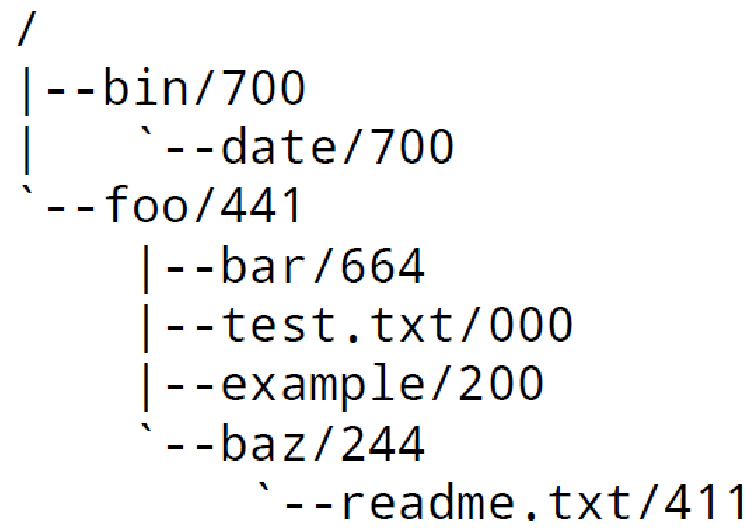 /
|--bin/700
|   `--date/700
`--foo/441
    |--bar/664
    |--test.txt/000
    |--example/200
    `--baz/244
        `--readme.txt/411